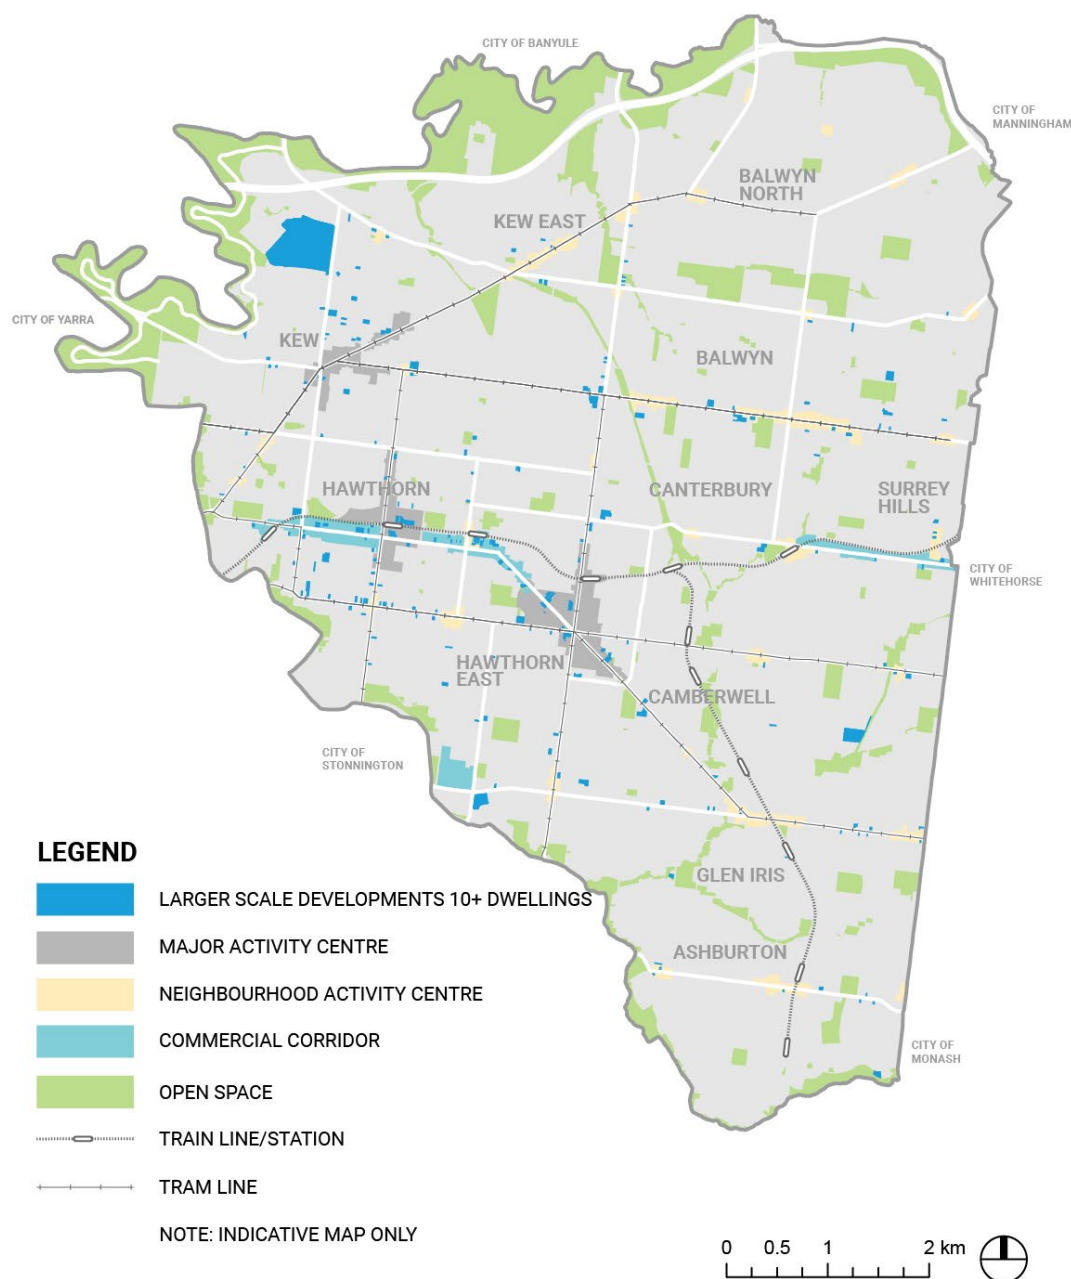 CITY OF BANYULE
CITY OF
MANNINGHAM
BALWYN
NORTH
KEW EAST
CITY OF YARRA
KEW
BALWYN
HAWTHORN
CANTERBURY
SURREY
HILLS
CITY OF
WHITEHORSE
HAWTHORN
EAST
CAMBERWELL
CITY OF
STONNINGTON
GLEN IRIS
ASHBURTON
CITY OF
MONASH
LEGEND
LARGER SCALE DEVELOPMENTS 10+ DWELLINGS
MAJOR ACTIVITY CENTRE
NEIGHBOURHOOD ACTIVITY CENTRE
COMMERCIAL CORRIDOR
OPEN SPACE
TRAIN LINE/STATION
TRAM LINE
NOTE: INDICATIVE MAP ONLY
0 0.5 1 2 km